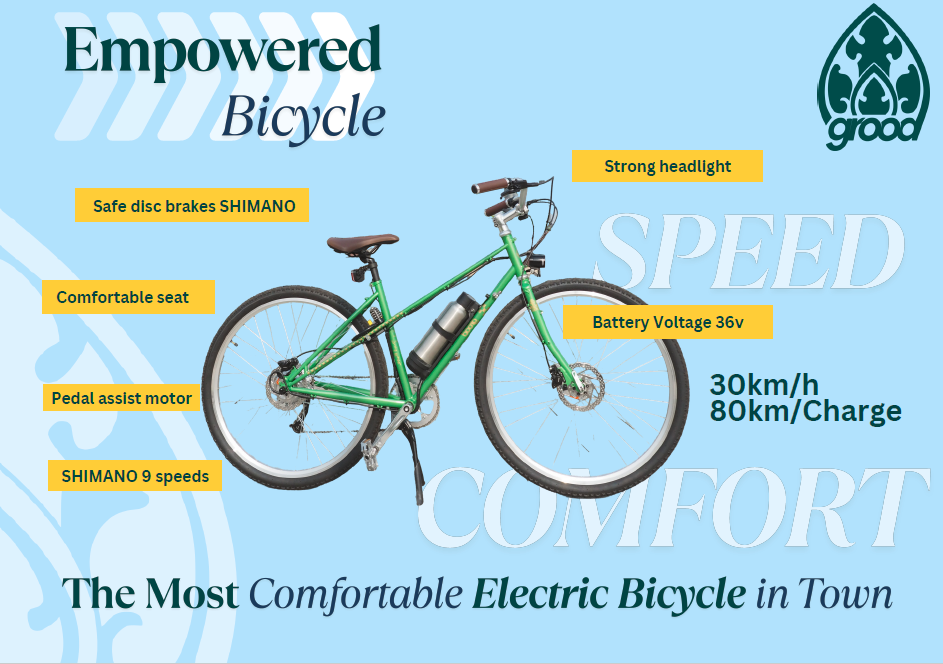 Empowered
Bicycle
grood
Strong headlight
Safe disc brakes SHIMANO
SPEED
Comfortable seat
Battery Voltage 36v
30km/h
80km/Charge
Pedal assist motor
SHIMANO 9 speeds
COMFORT
The Most Comfortable Electric Bicycle in Town